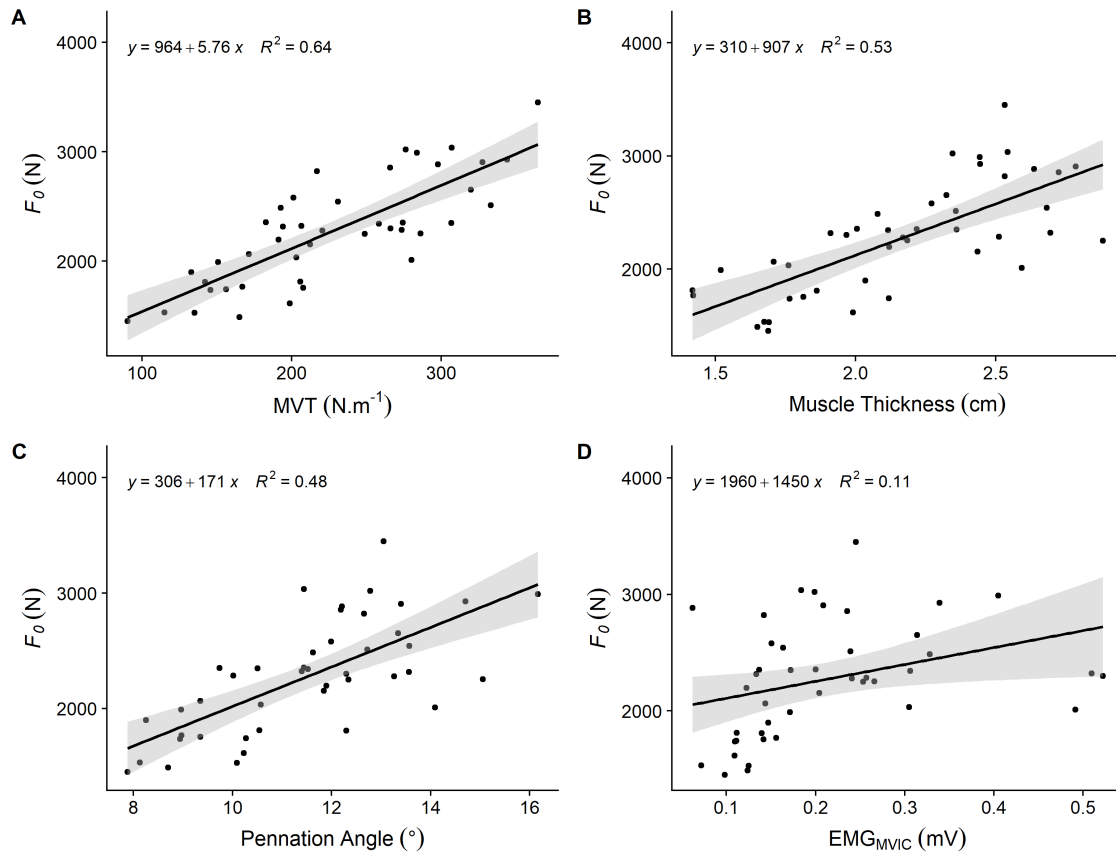 A
y = 964 + 5.76 x R² = 0.64
4000
3000
2000
F₀ (N)
100 200 300
MVT (N.m⁻¹)
B
y = 310 + 907 x R² = 0.53
4000
3000
2000
F₀ (N)
1.5 2.0 2.5
Muscle Thickness (cm)
C
y = 306 + 171 x R² = 0.48
4000
3000
2000
F₀ (N)
8 10 12 14 16
Pennation Angle (°)
D
y = 1960 + 1450 x R² = 0.11
4000
3000
2000
F₀ (N)
0.1 0.2 0.3 0.4 0.5
EMG_MVIC (mV)